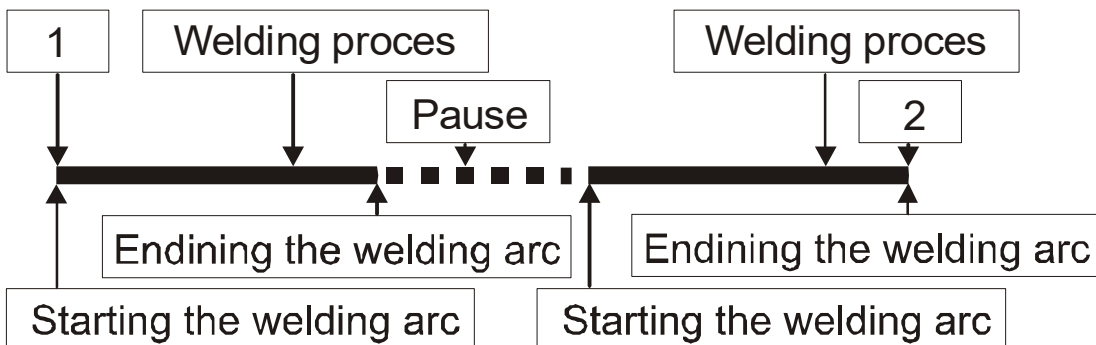 1
Welding proces
Welding proces
Pause
2
Endining the welding arc
Endining the welding arc
Starting the welding arc
Starting the welding arc